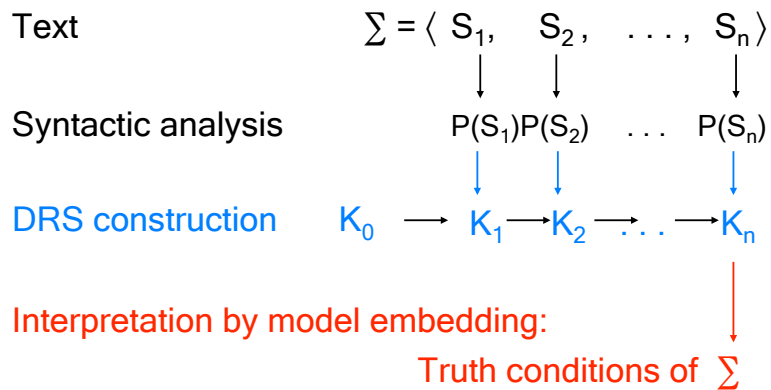 Text ∑ = ⟨ S₁, S₂, . . . , Sₙ ⟩
Syntactic analysis P(S₁)P(S₂) . . . P(Sₙ)
DRS construction K₀ K₁ K₂ . . . Kₙ
Interpretation by model embedding:
Truth conditions of ∑